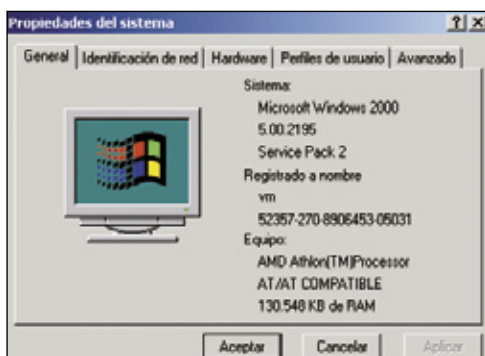 Propiedades del sistema
General
Identificación de red
Hardware
Perfiles de usuario
Avanzado
Sistema:
Microsoft Windows 2000
5.00.2195
Service Pack 2
Registrado a nombre
vm
52357-270-8906453-05031
Equipo:
AMD Athlon(TM)Processor
AT/AT COMPATIBLE
130.548 KB de RAM
Aceptar
Cancelar
Aplicar